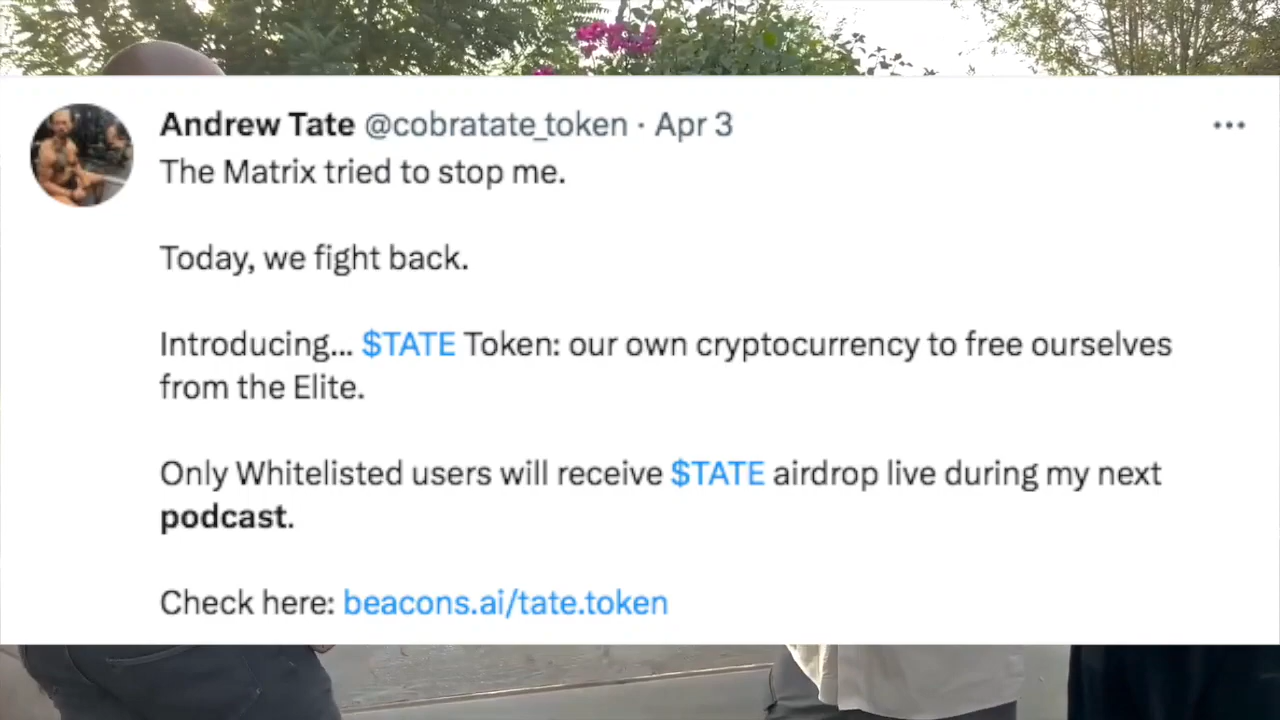 Andrew Tate @cobratate_token · Apr 3
The Matrix tried to stop me.
Today, we fight back.
Introducing... $TATE Token: our own cryptocurrency to free ourselves
from the Elite.
Only Whitelisted users will receive $TATE airdrop live during my next
podcast.
Check here: beacons.ai/tate.token